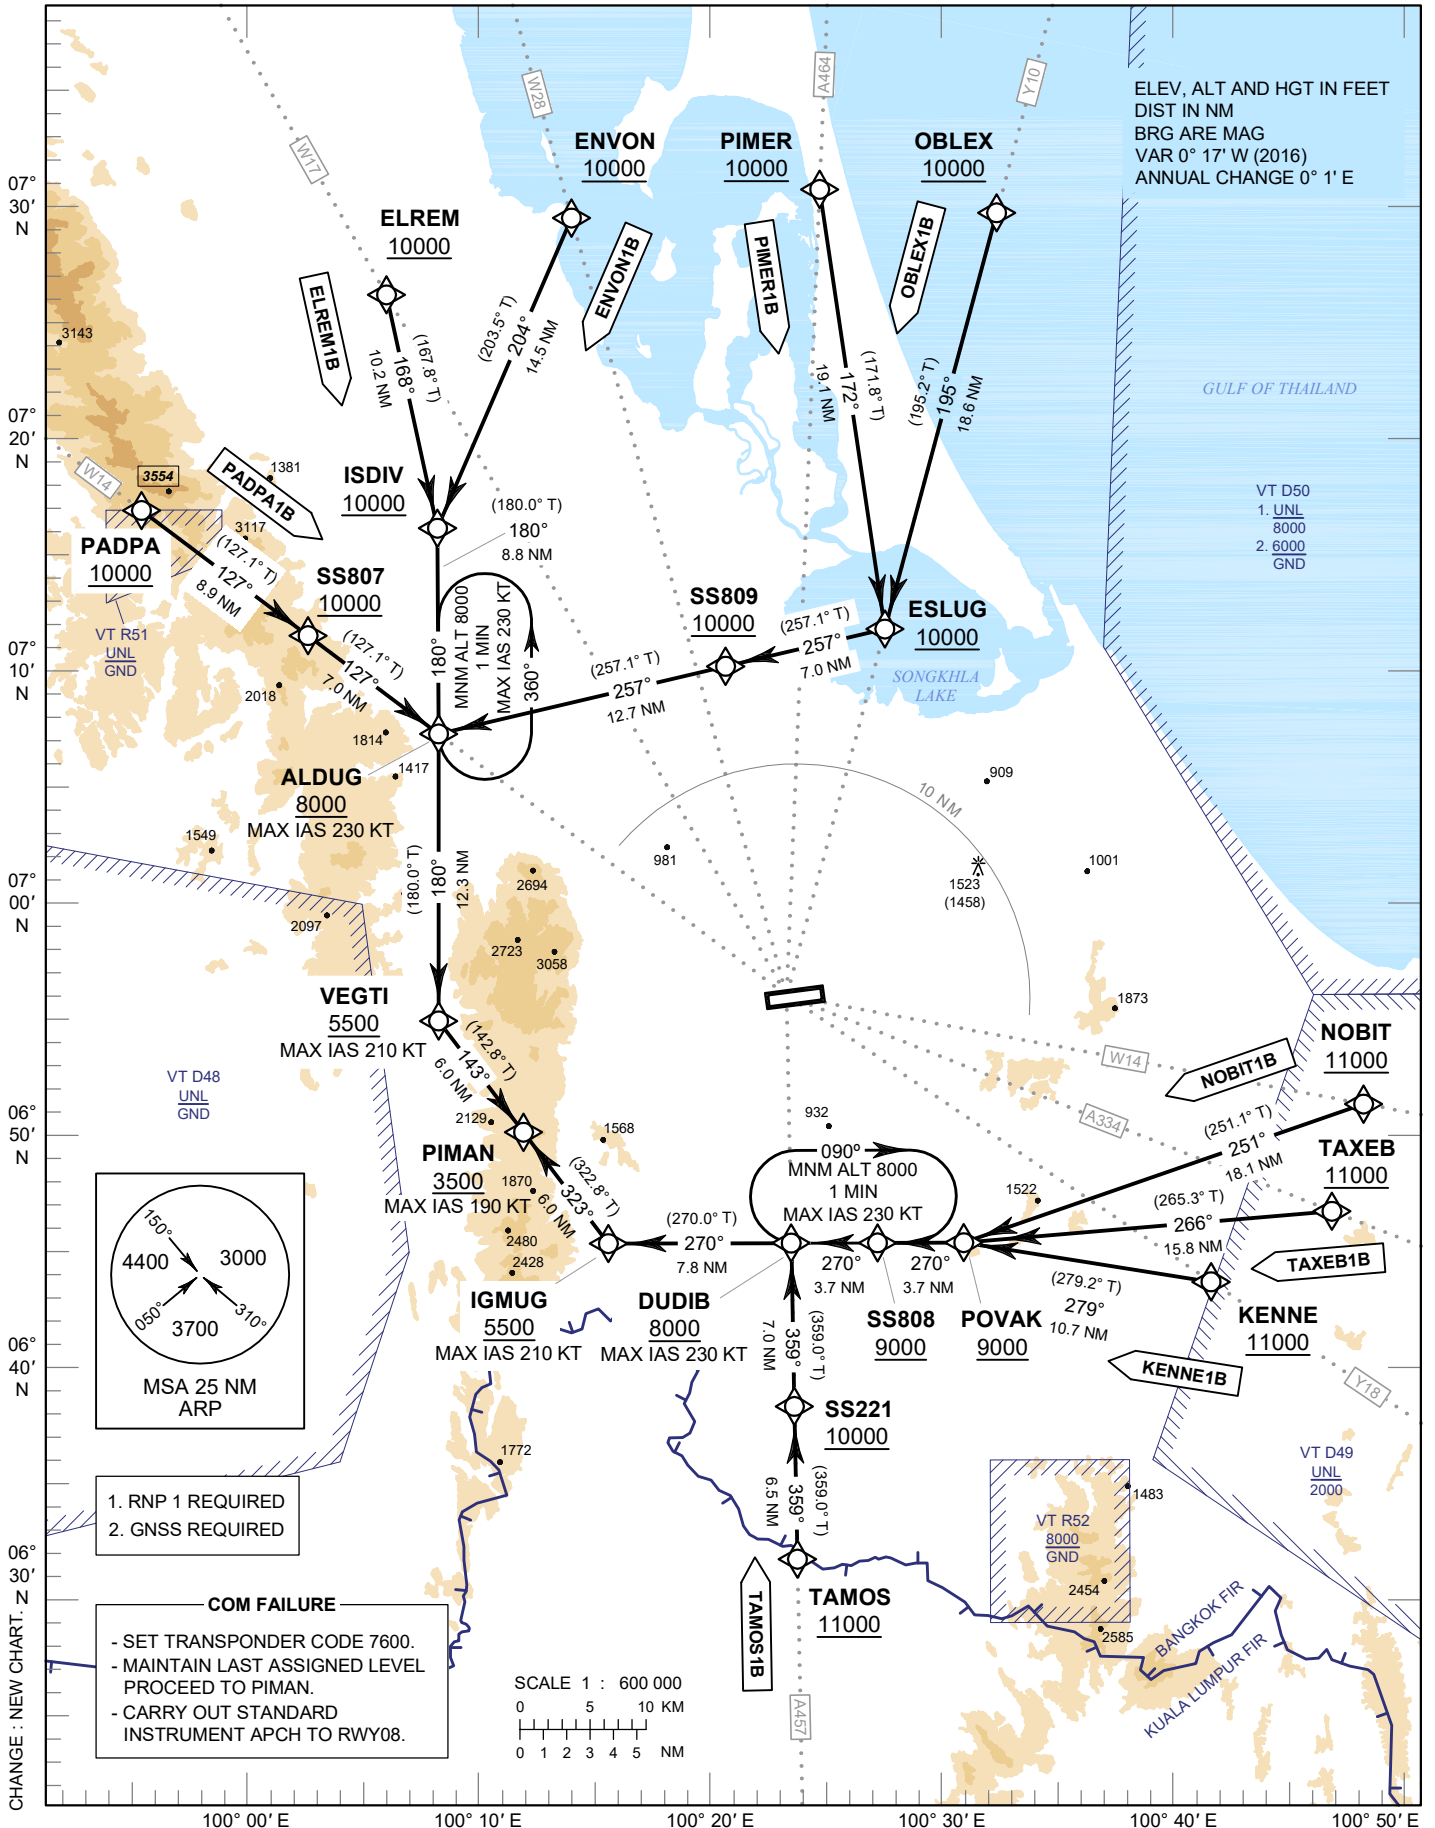 ELEV, ALT AND HGT IN FEET
DIST IN NM
BRG ARE MAG
VAR 0° 17' W (2016)
ANNUAL CHANGE 0° 1' E
W28
A464
Y10
W17
ENVON
10000
PIMER
10000
OBLEX
10000
ELREM
10000
07°
30'
N
ELREM1B
ENVON1B
PIMER1B
OBLEX1B
(167.8° T)
168°
10.2 NM
(203.5° T)
204°
14.5 NM
(171.8° T)
172°
19.1 NM
(195.2° T)
195°
18.6 NM
3143
GULF OF THAILAND
07°
20'
N
W14
3554
1381
PADPA1B
3117
ISDIV
10000
(180.0° T)
180°
8.8 NM
VT D50
1. UNL
8000
2. 6000
GND
PADPA
10000
(127.1° T)
127°
8.9 NM
SS807
10000
VT R51
UNL
GND
(127.1° T)
127°
7.0 NM
180°
MNM ALT 8000
1 MIN
MAX IAS 230 KT
360°
SS809
10000
ESLUG
10000
(257.1° T)
257°
7.0 NM
(257.1° T)
257°
12.7 NM
SONGKHLA
LAKE
07°
10'
N
2018
1814
1417
ALDUG
8000
MAX IAS 230 KT
10 NM
909
981
1523
(1458)
1001
1549
(180.0° T)
180°
12.3 NM
07°
00'
N
2097
2694
2723
3058
VEGTI
5500
MAX IAS 210 KT
1873
NOBIT
11000
W14
NOBIT1B
A334
(142.8° T)
143°
6.0 NM
VT D48
UNL
GND
06°
50'
N
2129
1568
932
(251.1° T)
251°
18.1 NM
TAXEB
11000
PIMAN
3500
MAX IAS 190 KT
1870
(322.8° T)
323°
6.0 NM
090°
MNM ALT 8000
1 MIN
MAX IAS 230 KT
1522
(265.3° T)
266°
15.8 NM
TAXEB1B
2480
2428
(270.0° T)
270°
7.8 NM
270°
3.7 NM
270°
3.7 NM
(279.2° T)
279°
10.7 NM
150°
4400
3000
050°
310°
3700
MSA 25 NM
ARP
IGMUG
5500
MAX IAS 210 KT
DUDIB
8000
MAX IAS 230 KT
SS808
9000
POVAK
9000
KENNE
11000
KENNE1B
Y18
06°
40'
N
(359.0° T)
359°
7.0 NM
SS221
10000
1772
(359.0° T)
359°
6.5 NM
VT D49
UNL
2000
1. RNP 1 REQUIRED
2. GNSS REQUIRED
1483
VT R52
8000
GND
2454
06°
30'
N
TAMOS
11000
TAMOS1B
2585
BANGKOK FIR
KUALA LUMPUR FIR
COM FAILURE
- SET TRANSPONDER CODE 7600.
- MAINTAIN LAST ASSIGNED LEVEL
PROCEED TO PIMAN.
- CARRY OUT STANDARD
INSTRUMENT APCH TO RWY08.
SCALE 1 : 600 000
0 5 10 KM
0 1 2 3 4 5 NM
A457
CHANGE : NEW CHART.
100° 00' E
100° 10' E
100° 20' E
100° 30' E
100° 40' E
100° 50' E